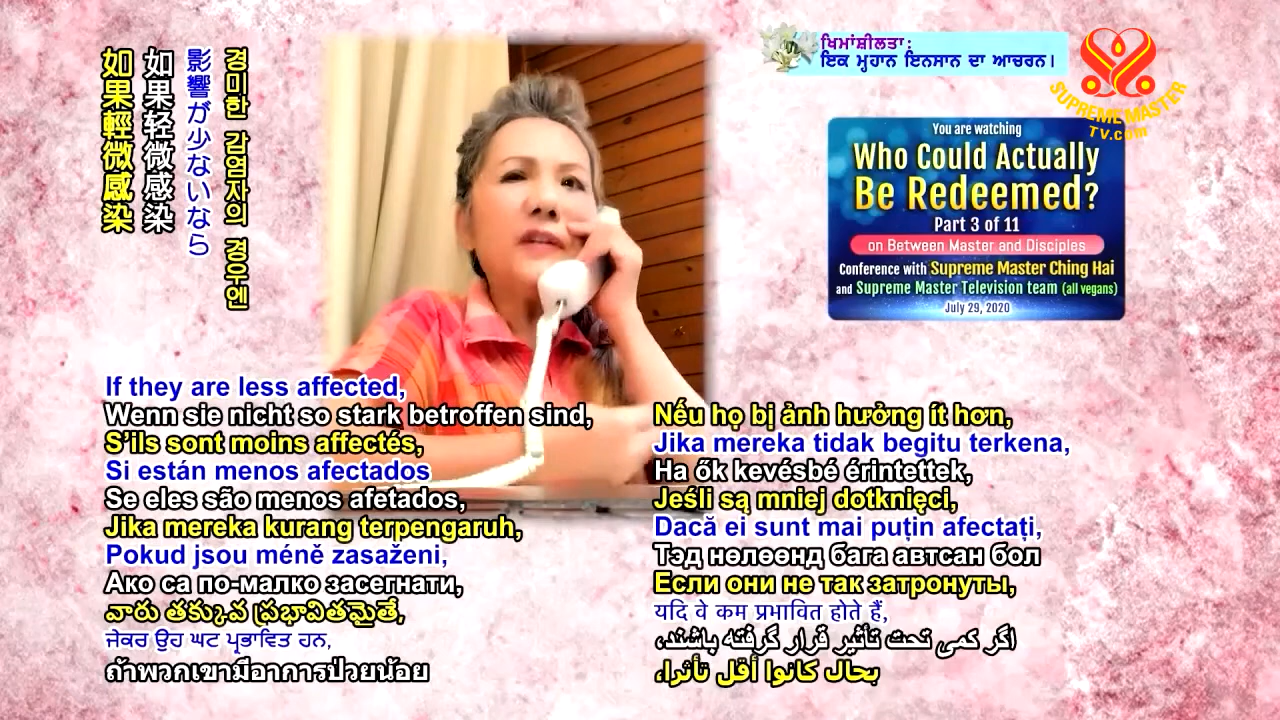 如果輕微感染
如果轻微感染
影響が少ないなら
경미한 감염자의 경우엔
ਖਿਮਾਂਸ਼ੀਲਤਾ:
ਇਕ ਮ੍ਹਾਨ ਇਨਸਾਨ ਦਾ ਆਚਰਨ।
SUPREME MASTER
TV.com
You are watching
Who Could Actually
Be Redeemed?
Part 3 of 11
on Between Master and Disciples
Conference with Supreme Master Ching Hai
and Supreme Master Television team (all vegans)
July 29, 2020
If they are less affected,
Wenn sie nicht so stark betroffen sind,
S’ils sont moins affectés,
Si están menos afectados
Se eles são menos afetados,
Jika mereka kurang terpengaruh,
Pokud jsou méně zasaženi,
Ако са по-малко засегнати,
వారు తక్కువ ప్రభావితమైతే,
ਜੇਕਰ ਉਹ ਘਟ ਪ੍ਰਭਾਵਿਤ ਹਨ,
ถ้าพวกเขามีอาการป่วยน้อย
Nếu họ bị ảnh hưởng ít hơn,
Jika mereka tidak begitu terkena,
Ha ők kevésbé érintettek,
Jeśli są mniej dotknięci,
Dacă ei sunt mai puțin afectați,
Тэд нөлөөнд бага автсан бол
Если они не так затронуты,
यदि वे कम प्रभावित होते हैं,
اگر کمی تحت تأثیر قرار گرفته باشند،
بحال كانوا أقل تأثرا،